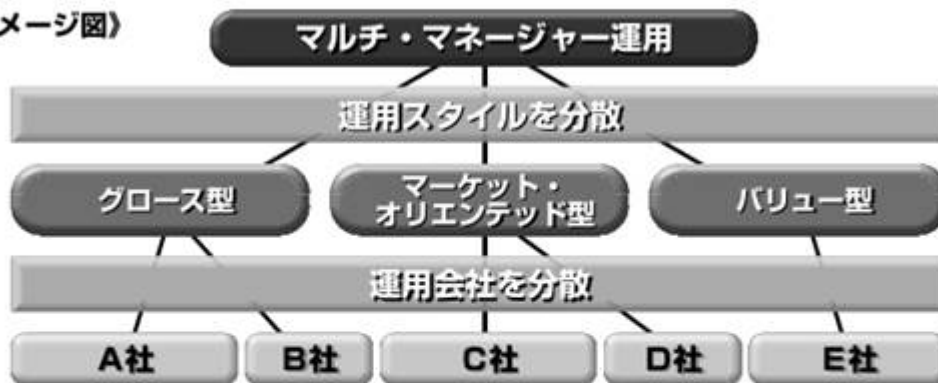 メージ図》
マルチ・マネージャー運用
運用スタイルを分散
グロース型
マーケット・
オリエンテッド型
バリュー型
運用会社を分散
A社
B社
C社
D社
E社